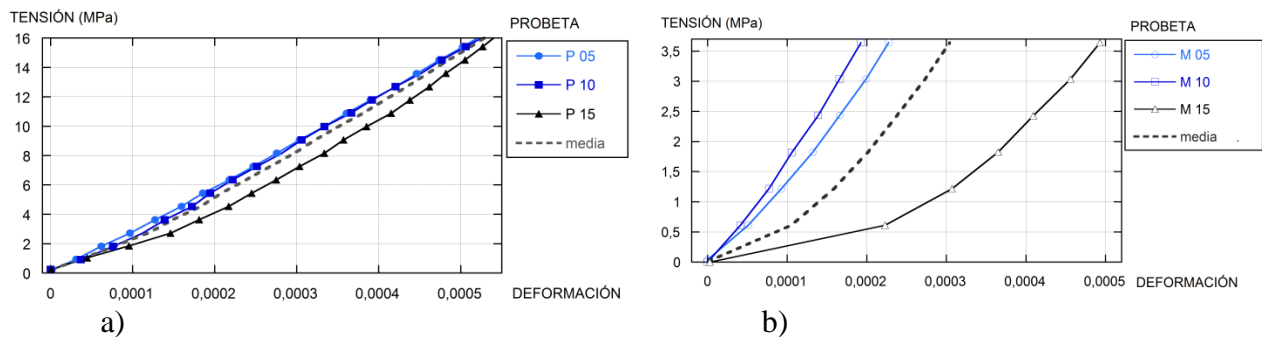 TENSIÓN (MPa)
PROBETA
16
14
12
10
8
6
4
2
0
0
0,0001
0,0002
0,0003
0,0004
0,0005
DEFORMACIÓN
P 05
P 10
P 15
media
a)
TENSIÓN (MPa)
PROBETA
3,5
3
2,5
2
1,5
1
0,5
0
0
0,0001
0,0002
0,0003
0,0004
0,0005
DEFORMACIÓN
M 05
M 10
M 15
media
b)